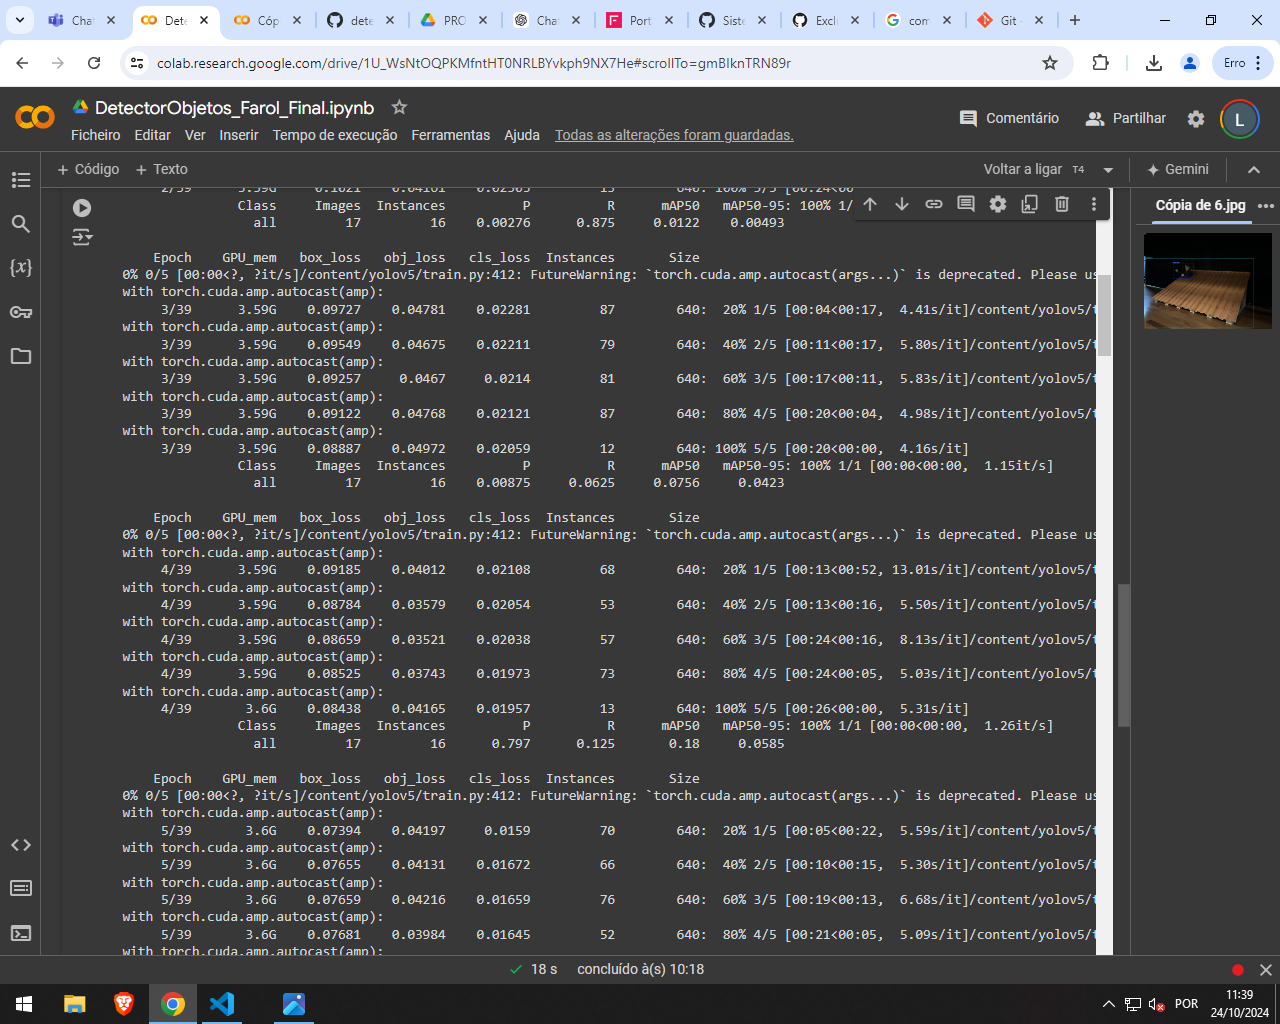 Chat
Dete
Cóp
dete
PRO
Chat
Port
Siste
Exclu
com
Git -
colab.research.google.com/drive/1U_WsNtOQPKMfntHT0NRLBYvkph9NX7He#scrollTo=gmBIknTRN89r
Erro
DetectorObjetos_Farol_Final.ipynb
Ficheiro Editar Ver Inserir Tempo de execução Ferramentas Ajuda Todas as alterações foram guardadas.
Comentário Partilhar L
+ Código + Texto
Voltar a ligar T4 Gemini
Cópia de 6.jpg
2/39 3.59G 0.1021 0.04161 0.02305 15 640: 100% 5/5 [00:24<00
Class Images Instances P R mAP50 mAP50-95: 100% 1/
all 17 16 0.00276 0.875 0.0122 0.00493
Epoch GPU_mem box_loss obj_loss cls_loss Instances Size
0% 0/5 [00:00<?, ?it/s]/content/yolov5/train.py:412: FutureWarning: `torch.cuda.amp.autocast(args...)` is deprecated. Please us
with torch.cuda.amp.autocast(amp):
3/39 3.59G 0.09727 0.04781 0.02281 87 640: 20% 1/5 [00:04<00:17, 4.41s/it]/content/yolov5/t
with torch.cuda.amp.autocast(amp):
3/39 3.59G 0.09549 0.04675 0.02211 79 640: 40% 2/5 [00:11<00:17, 5.80s/it]/content/yolov5/t
with torch.cuda.amp.autocast(amp):
3/39 3.59G 0.09257 0.0467 0.0214 81 640: 60% 3/5 [00:17<00:11, 5.83s/it]/content/yolov5/t
with torch.cuda.amp.autocast(amp):
3/39 3.59G 0.09122 0.04768 0.02121 87 640: 80% 4/5 [00:20<00:04, 4.98s/it]/content/yolov5/t
with torch.cuda.amp.autocast(amp):
3/39 3.59G 0.08887 0.04972 0.02059 12 640: 100% 5/5 [00:20<00:00, 4.16s/it]
Class Images Instances P R mAP50 mAP50-95: 100% 1/1 [00:00<00:00, 1.15it/s]
all 17 16 0.00875 0.0625 0.0756 0.0423
Epoch GPU_mem box_loss obj_loss cls_loss Instances Size
0% 0/5 [00:00<?, ?it/s]/content/yolov5/train.py:412: FutureWarning: `torch.cuda.amp.autocast(args...)` is deprecated. Please us
with torch.cuda.amp.autocast(amp):
4/39 3.59G 0.09185 0.04012 0.02108 68 640: 20% 1/5 [00:13<00:52, 13.01s/it]/content/yolov5/t
with torch.cuda.amp.autocast(amp):
4/39 3.59G 0.08784 0.03579 0.02054 53 640: 40% 2/5 [00:13<00:16, 5.50s/it]/content/yolov5/t
with torch.cuda.amp.autocast(amp):
4/39 3.59G 0.08659 0.03521 0.02038 57 640: 60% 3/5 [00:24<00:16, 8.13s/it]/content/yolov5/t
with torch.cuda.amp.autocast(amp):
4/39 3.59G 0.08525 0.03743 0.01973 73 640: 80% 4/5 [00:24<00:05, 5.03s/it]/content/yolov5/t
with torch.cuda.amp.autocast(amp):
4/39 3.6G 0.08438 0.04165 0.01957 13 640: 100% 5/5 [00:26<00:00, 5.31s/it]
Class Images Instances P R mAP50 mAP50-95: 100% 1/1 [00:00<00:00, 1.26it/s]
all 17 16 0.797 0.125 0.18 0.0585
Epoch GPU_mem box_loss obj_loss cls_loss Instances Size
0% 0/5 [00:00<?, ?it/s]/content/yolov5/train.py:412: FutureWarning: `torch.cuda.amp.autocast(args...)` is deprecated. Please us
with torch.cuda.amp.autocast(amp):
5/39 3.6G 0.07394 0.04197 0.0159 70 640: 20% 1/5 [00:05<00:22, 5.59s/it]/content/yolov5/t
with torch.cuda.amp.autocast(amp):
5/39 3.6G 0.07655 0.04131 0.01672 66 640: 40% 2/5 [00:10<00:15, 5.30s/it]/content/yolov5/t
with torch.cuda.amp.autocast(amp):
5/39 3.6G 0.07659 0.04216 0.01659 76 640: 60% 3/5 [00:19<00:13, 6.68s/it]/content/yolov5/t
with torch.cuda.amp.autocast(amp):
5/39 3.6G 0.07681 0.03984 0.01645 52 640: 80% 4/5 [00:21<00:05, 5.09s/it]/content/yolov5/t
with torch.cuda.amp.autocast(amp):
18 s concluído à(s) 10:18
POR
11:39
24/10/2024